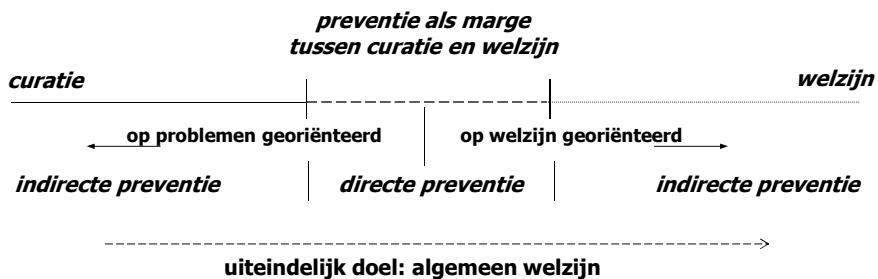 preventie als marge
tussen curatie en welzijn
curatie welzijn
op problemen georiënteerd op welzijn georiënteerd
indirecte preventie directe preventie indirecte preventie
uiteindelijk doel: algemeen welzijn